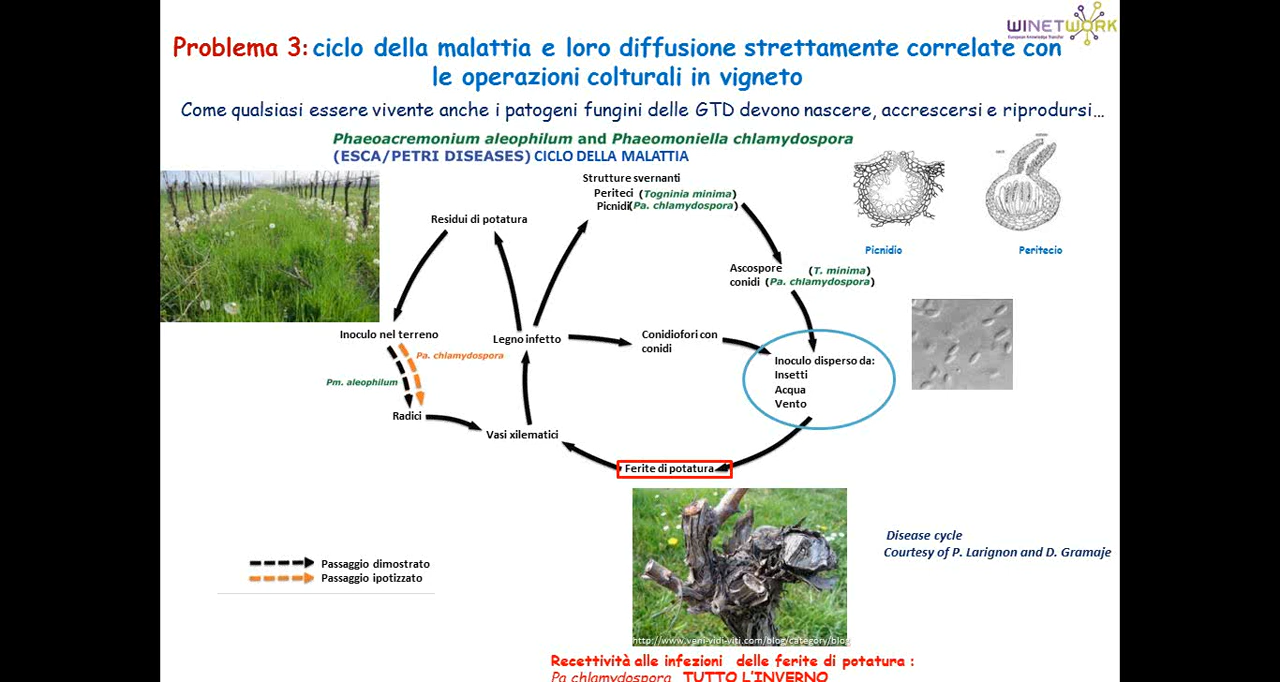 WINETWORK
European Knowledge Transfer
Problema 3: ciclo della malattia e loro diffusione strettamente correlate con
le operazioni colturali in vigneto
Come qualsiasi essere vivente anche i patogeni fungini delle GTD devono nascere, accrescersi e riprodursi…
Phaeoacremonium aleophilum and Phaeomoniella chlamydospora
(ESCA/PETRI DISEASES) CICLO DELLA MALATTIA
Strutture svernanti
Periteci (Togninia minima)
Picnidi(Pa. chlamydospora)
Residui di potatura
Picnidio
Peritecio
Ascospore (T. minima)
conidi (Pa. chlamydospora)
Inoculo nel terreno
Legno infetto
Conidiofori con
conidi
Pa. chlamydospora
Pm. aleophilum
Inoculo disperso da:
Insetti
Acqua
Vento
Radici
Vasi xilematici
Ferite di potatura
Disease cycle
Courtesy of P. Larignon and D. Gramaje
Passaggio dimostrato
Passaggio ipotizzato
http://www.veni-vidi-viti.com/blog/category/blog
Recettività alle infezioni delle ferite di potatura :
Pa chlamydospora TUTTO L'INVERNO